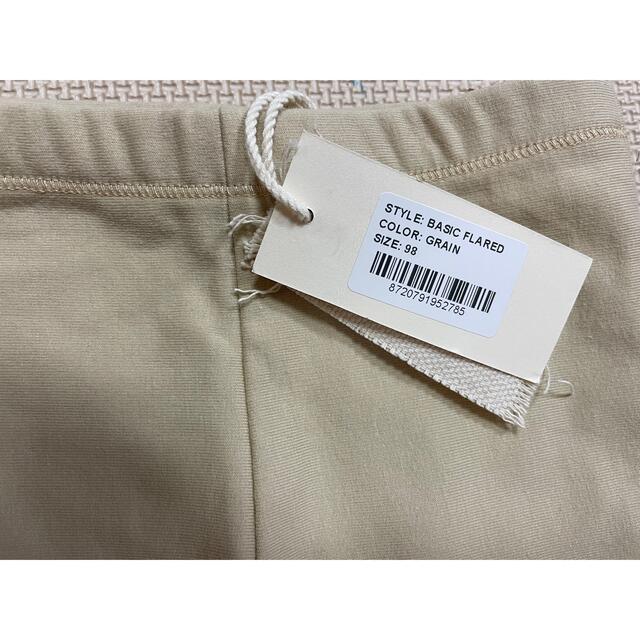 STYLE: BASIC FLARED
COLOR: GRAIN
SIZE: 98
8720791952785